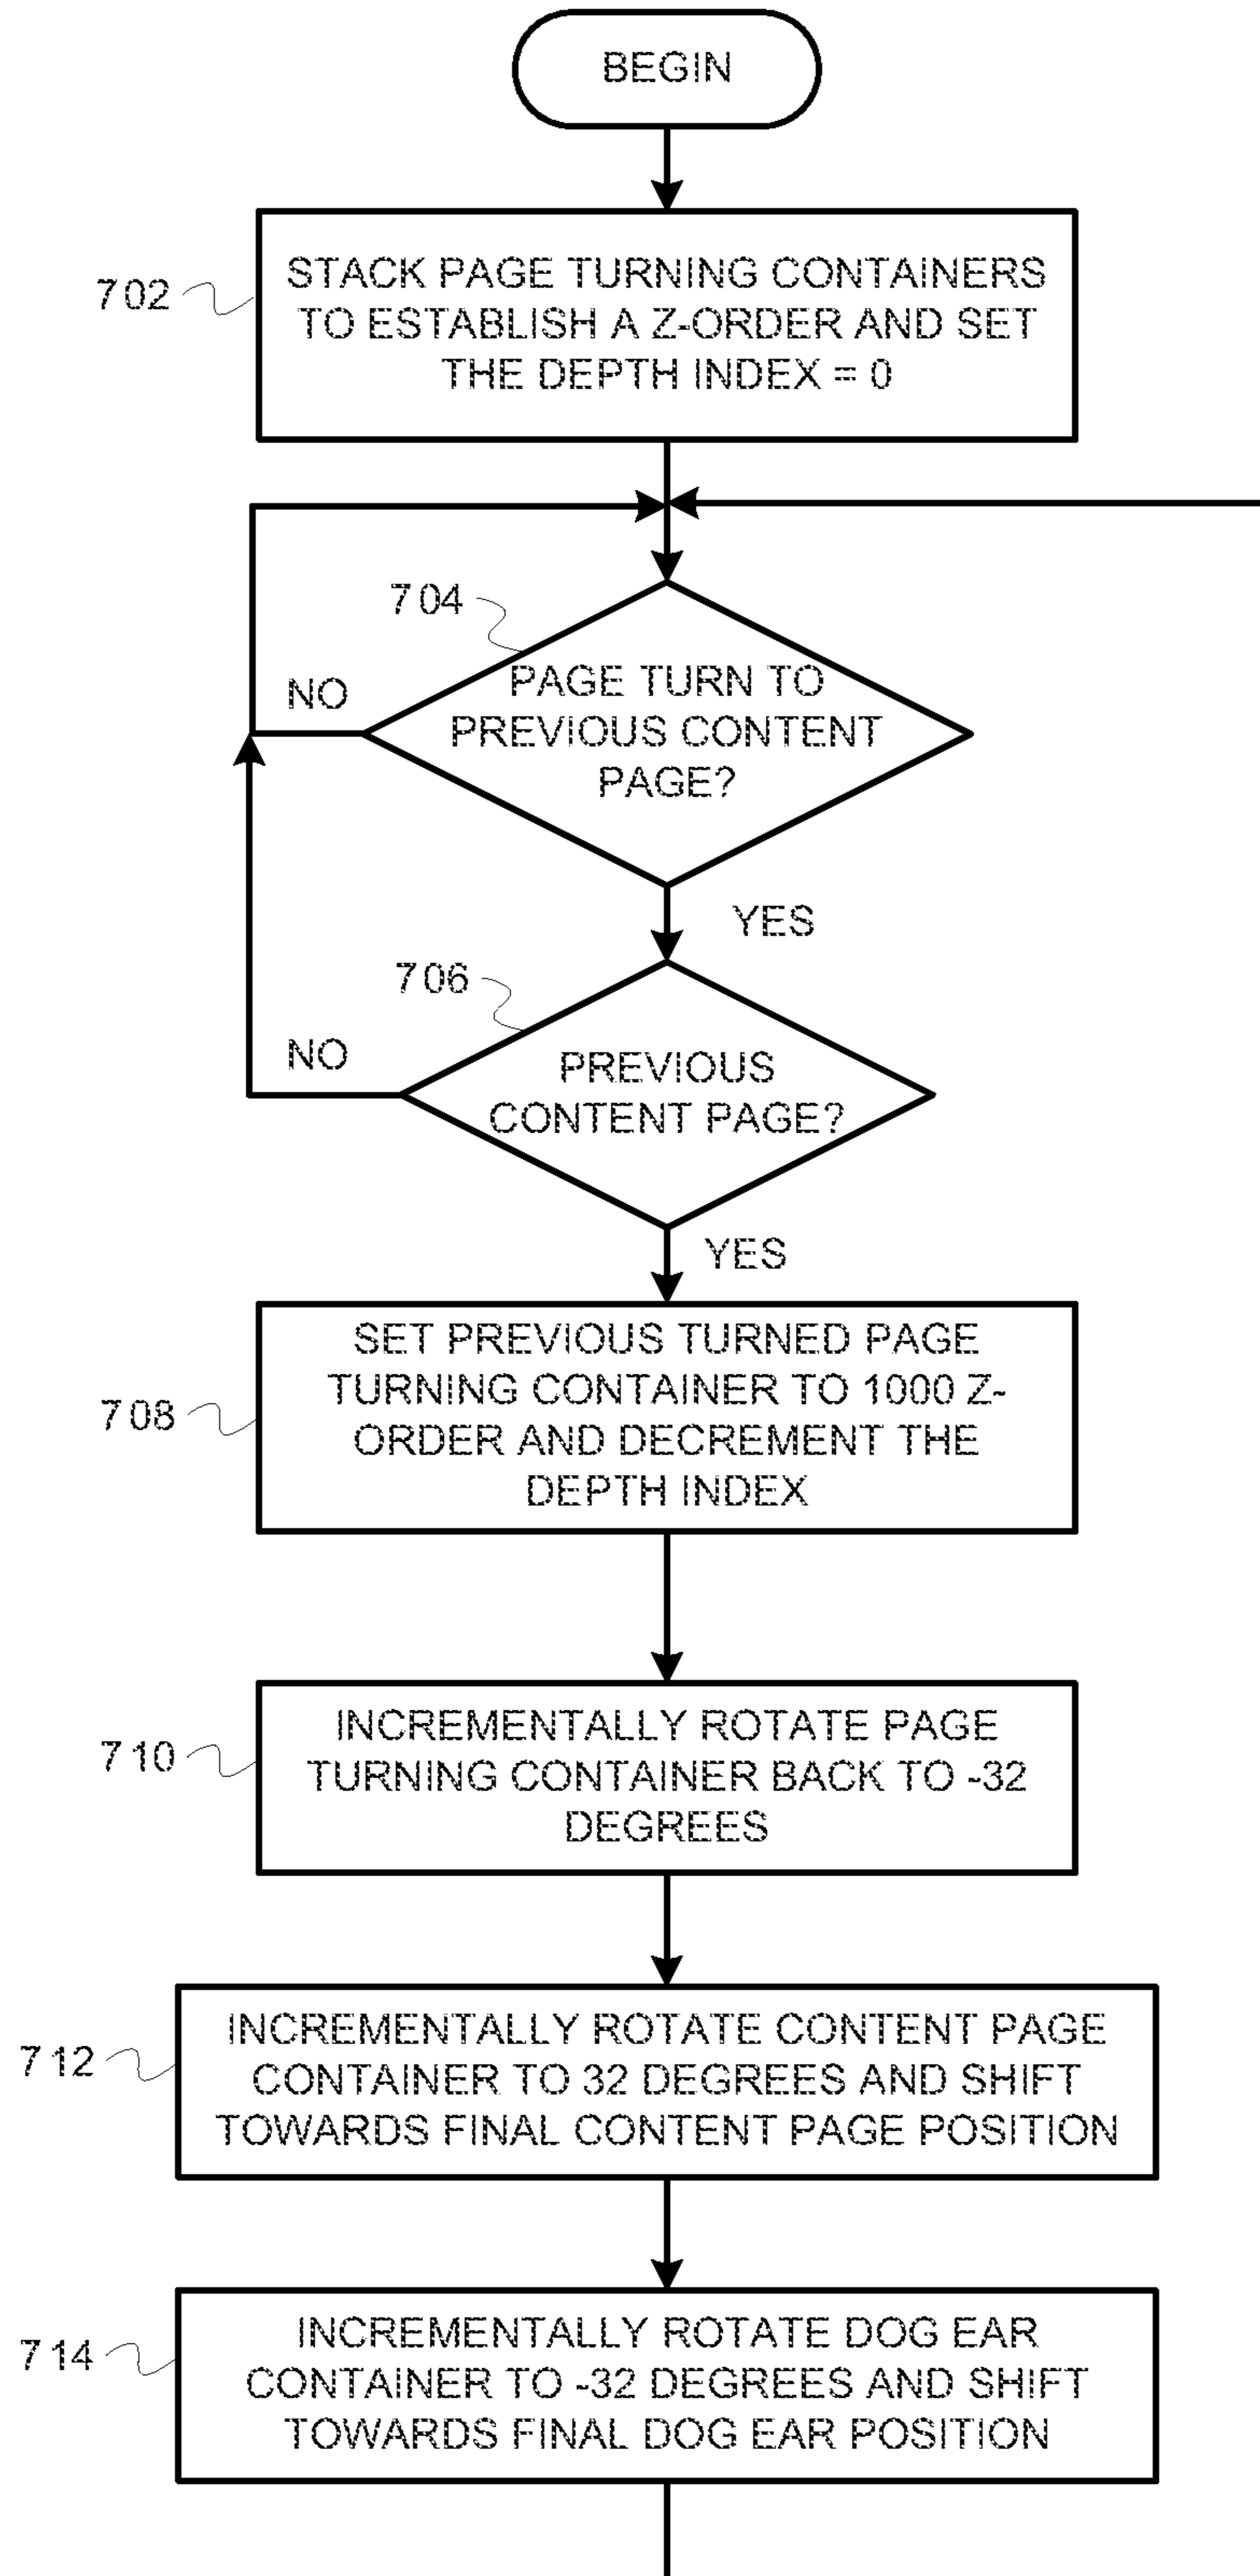 BEGIN
702
STACK PAGE TURNING CONTAINERS
TO ESTABLISH A Z-ORDER AND SET
THE DEPTH INDEX = 0
704
NO
PAGE TURN TO
PREVIOUS CONTENT
PAGE?
YES
706
NO
PREVIOUS
CONTENT PAGE?
YES
708
SET PREVIOUS TURNED PAGE
TURNING CONTAINER TO 1000 Z-
ORDER AND DECREMENT THE
DEPTH INDEX
710
INCREMENTALLY ROTATE PAGE
TURNING CONTAINER BACK TO -32
DEGREES
712
INCREMENTALLY ROTATE CONTENT PAGE
CONTAINER TO 32 DEGREES AND SHIFT
TOWARDS FINAL CONTENT PAGE POSITION
714
INCREMENTALLY ROTATE DOG EAR
CONTAINER TO -32 DEGREES AND SHIFT
TOWARDS FINAL DOG EAR POSITION